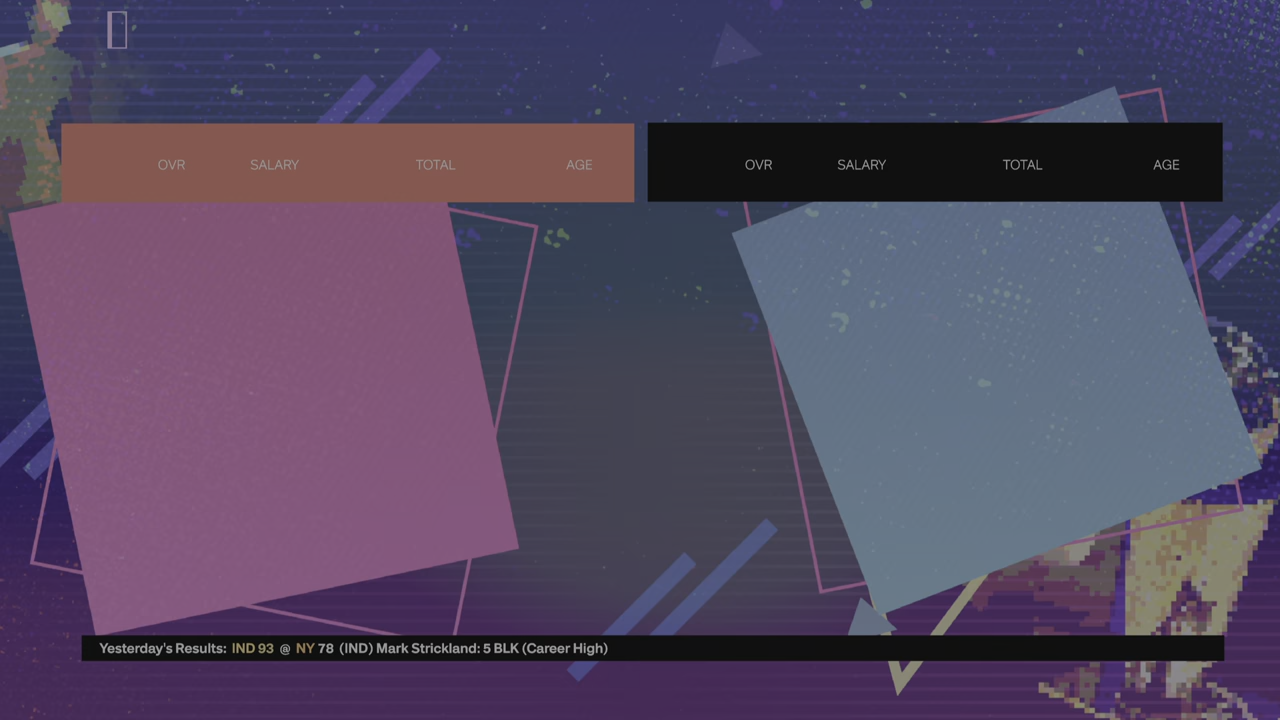 OVR SALARY TOTAL AGE
OVR SALARY TOTAL AGE
Yesterday's Results: IND 93 @ NY 78 (IND) Mark Strickland: 5 BLK (Career High)